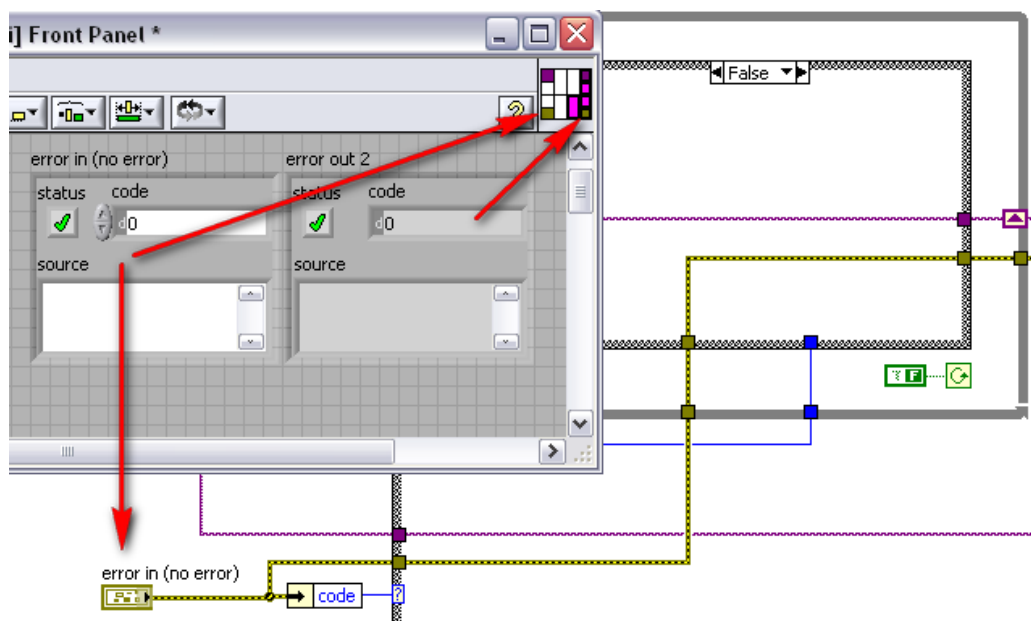 i] Front Panel *
False
?
error in (no error)
error out 2
status code
status code
d0
d0
source
source
F
error in (no error)
code
?